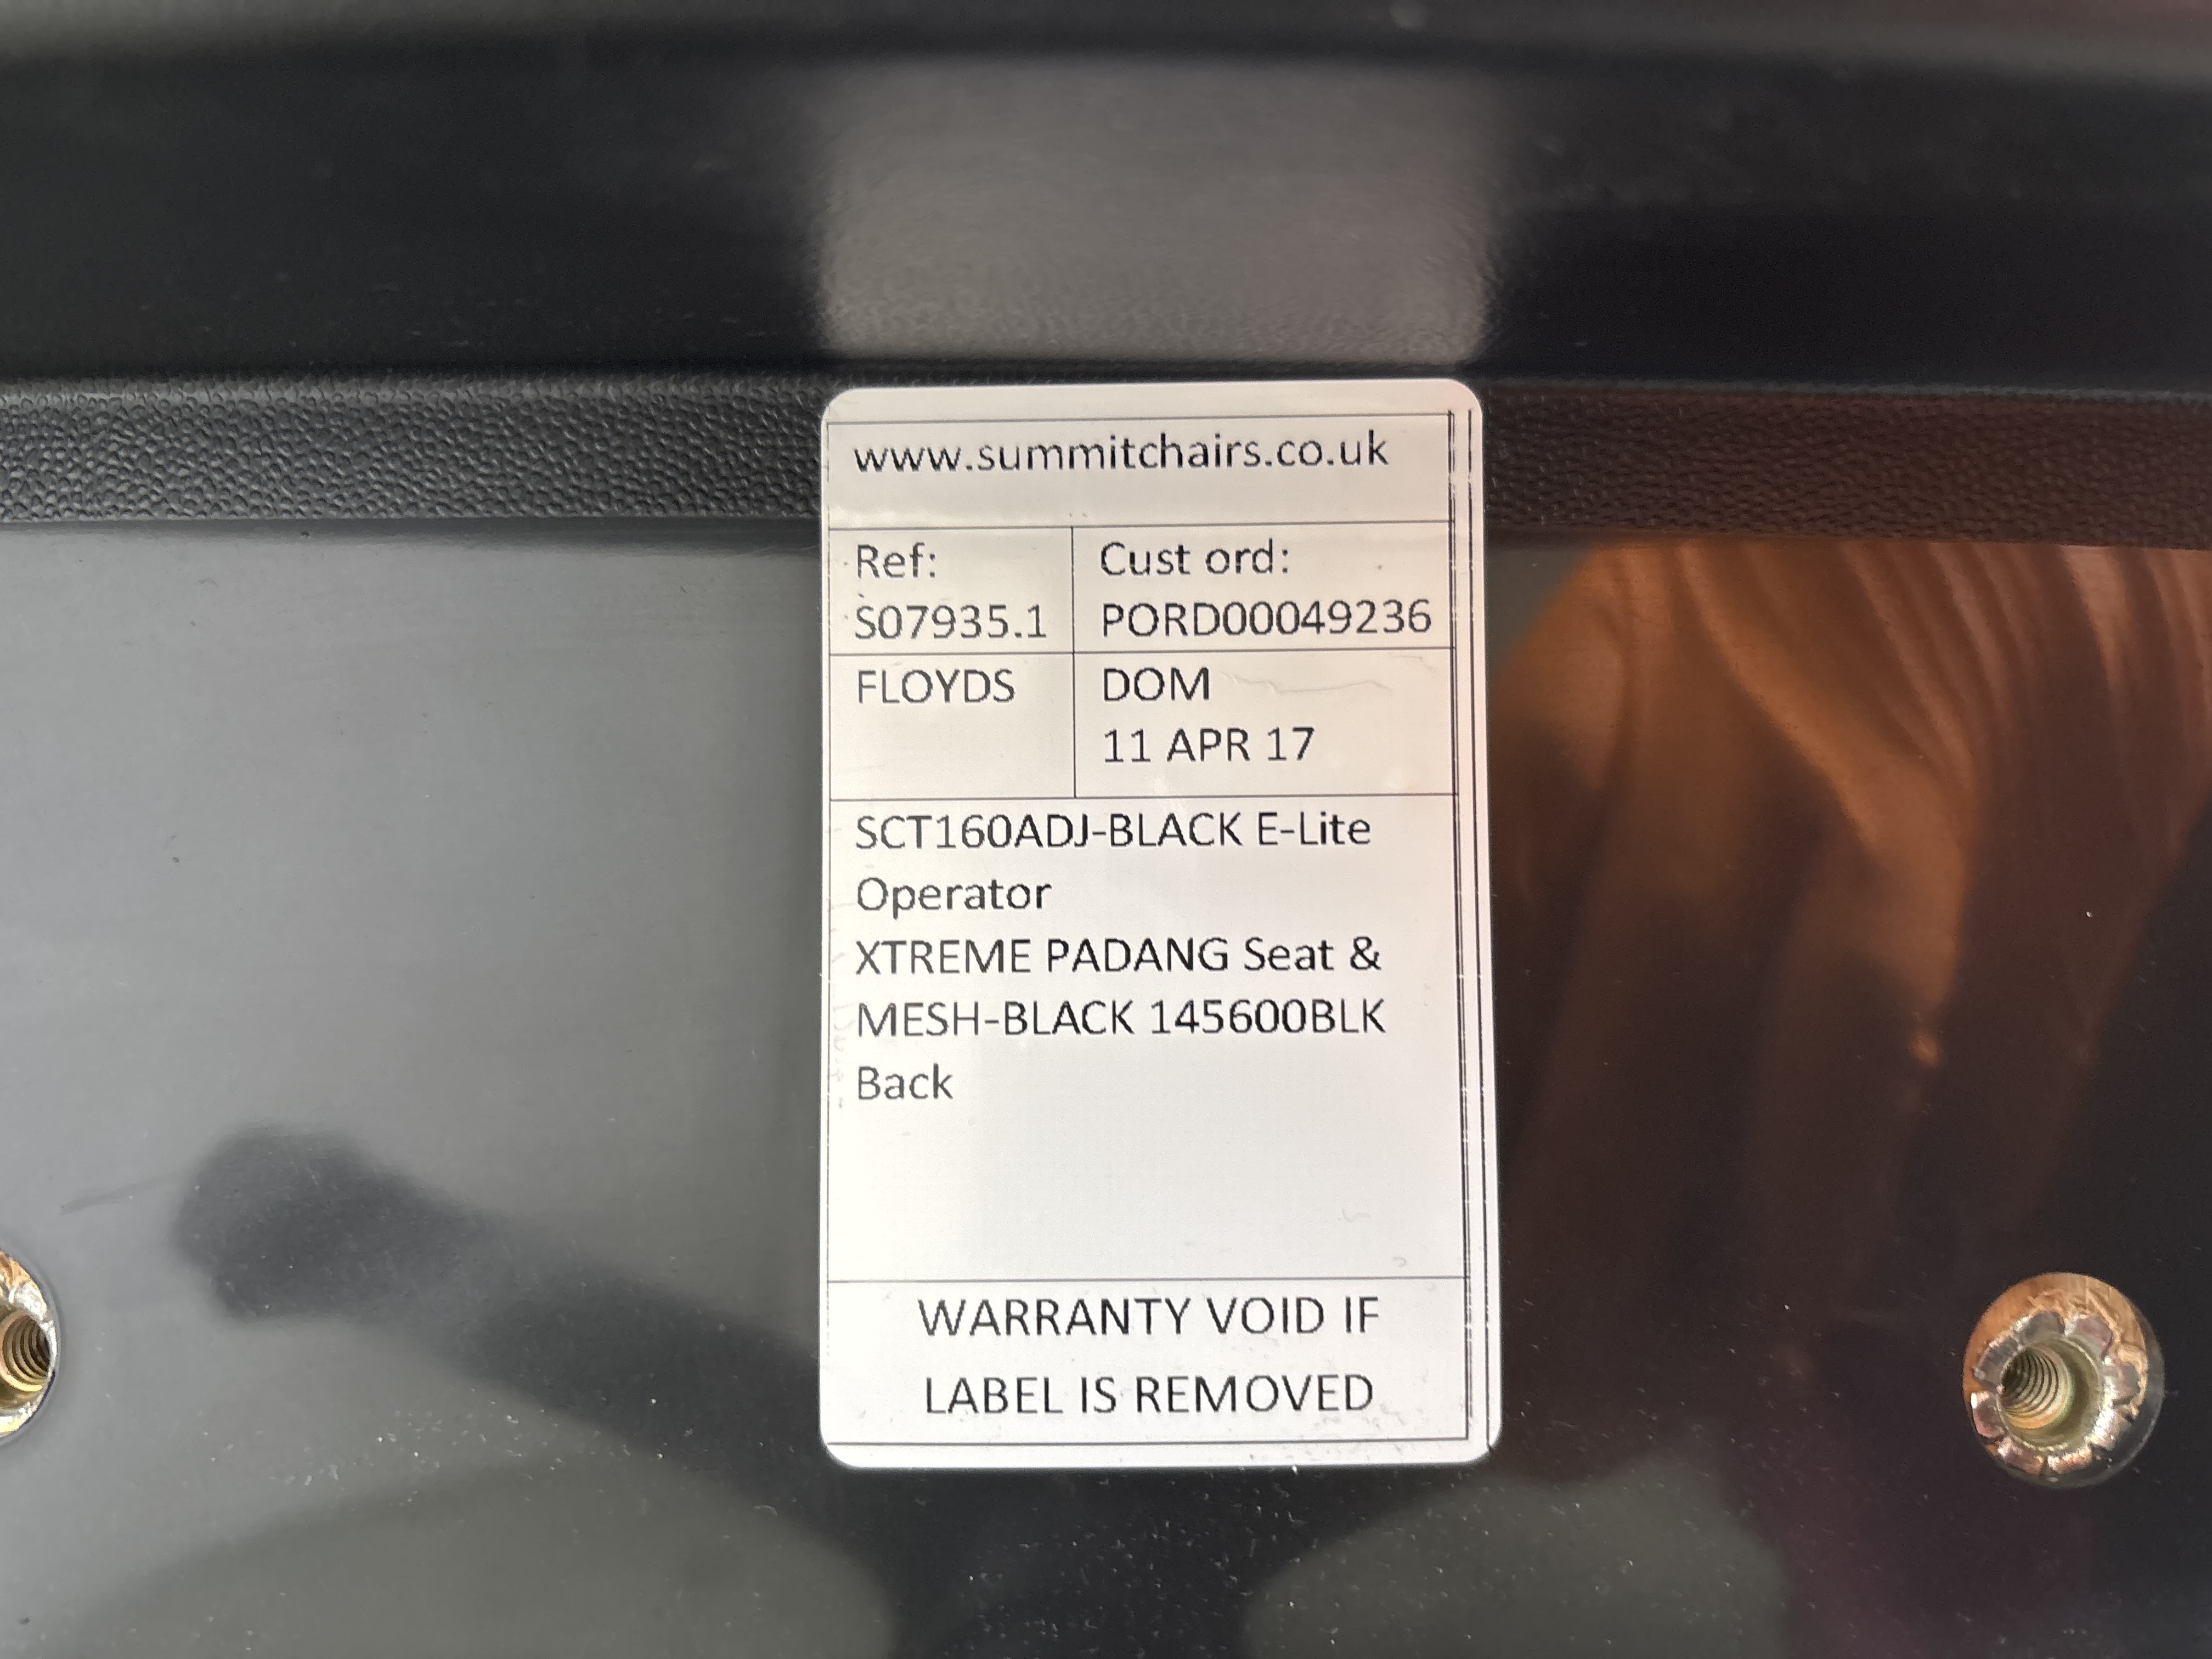 www.summitchairs.co.uk
Ref:
S07935.1
Cust ord:
PORD00049236
FLOYDS
DOM
11 APR 17
SCT160ADJ-BLACK E-Lite
Operator
XTREME PADANG Seat &
MESH-BLACK 145600BLK
Back
WARRANTY VOID IF
LABEL IS REMOVED